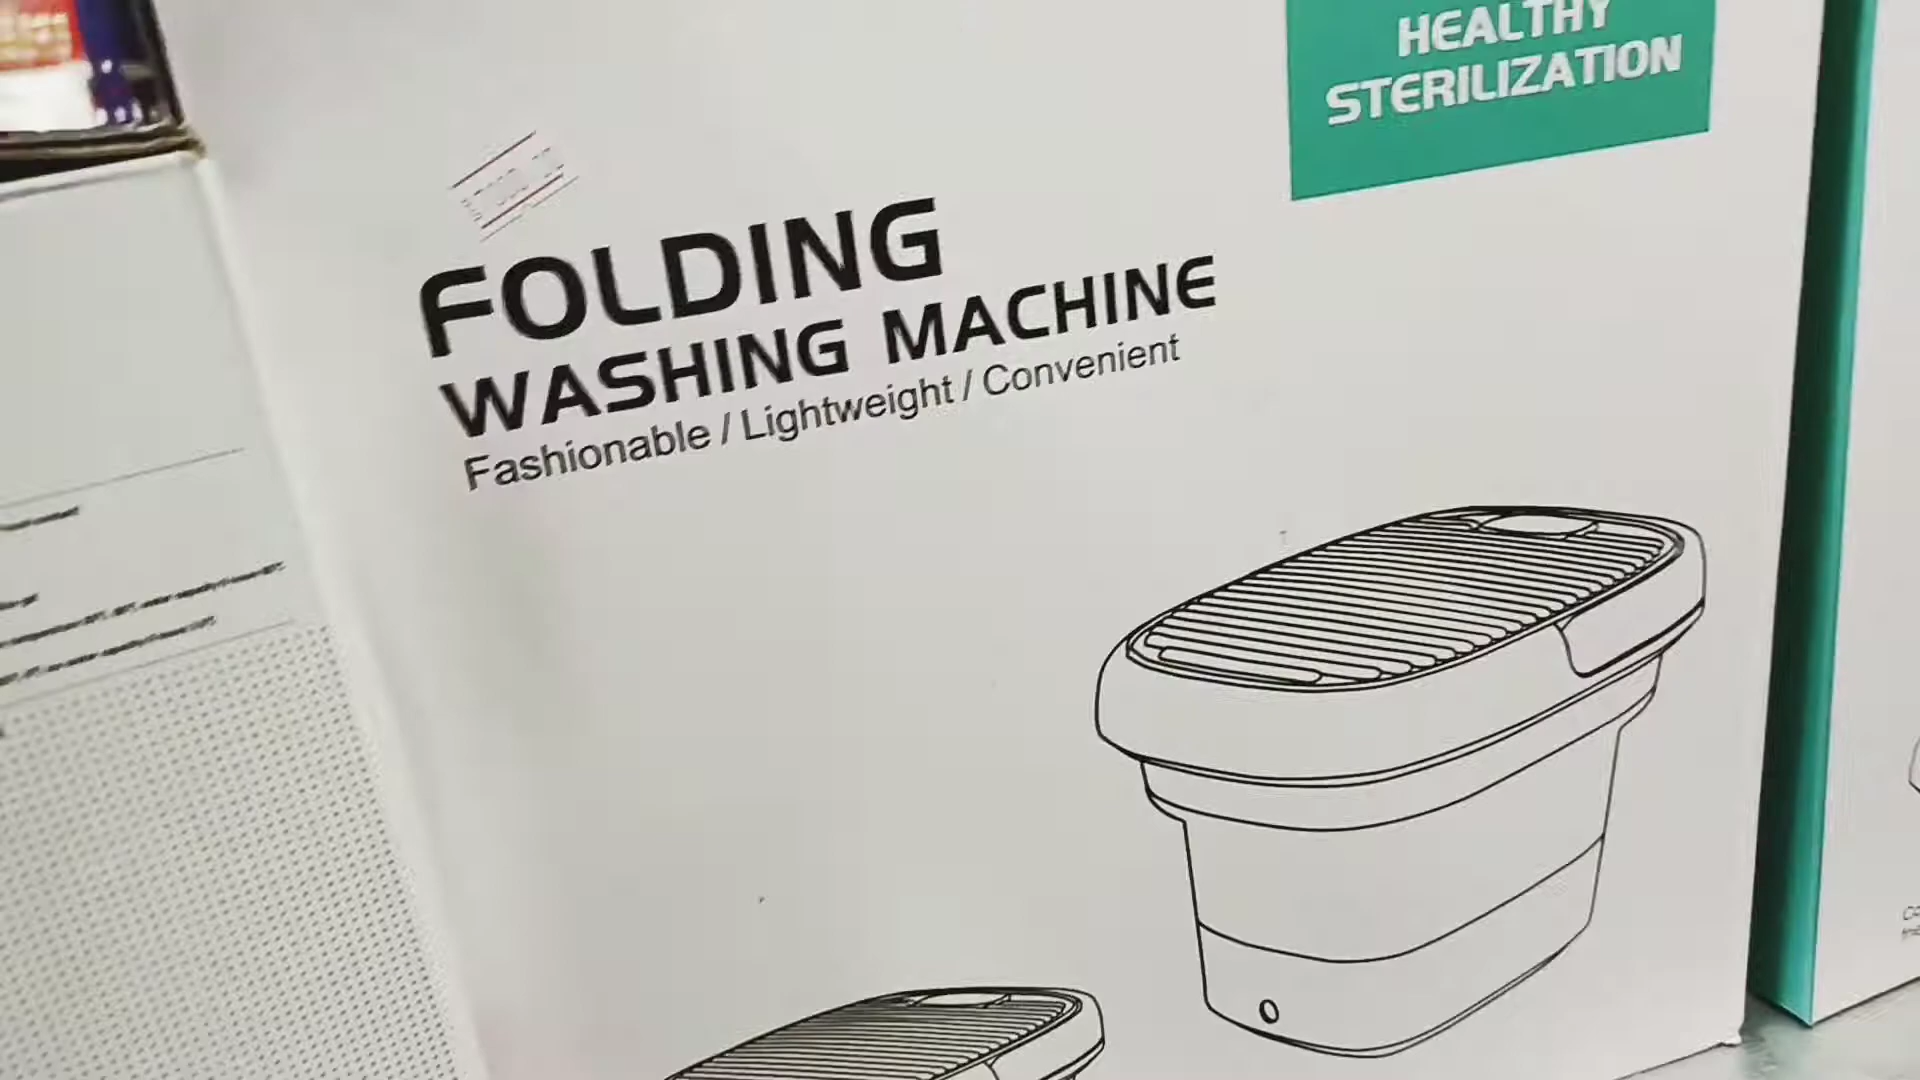 HEALTHY
STERILIZATION
FOLDING
WASHING MACHINE
Fashionable / Lightweight / Convenient